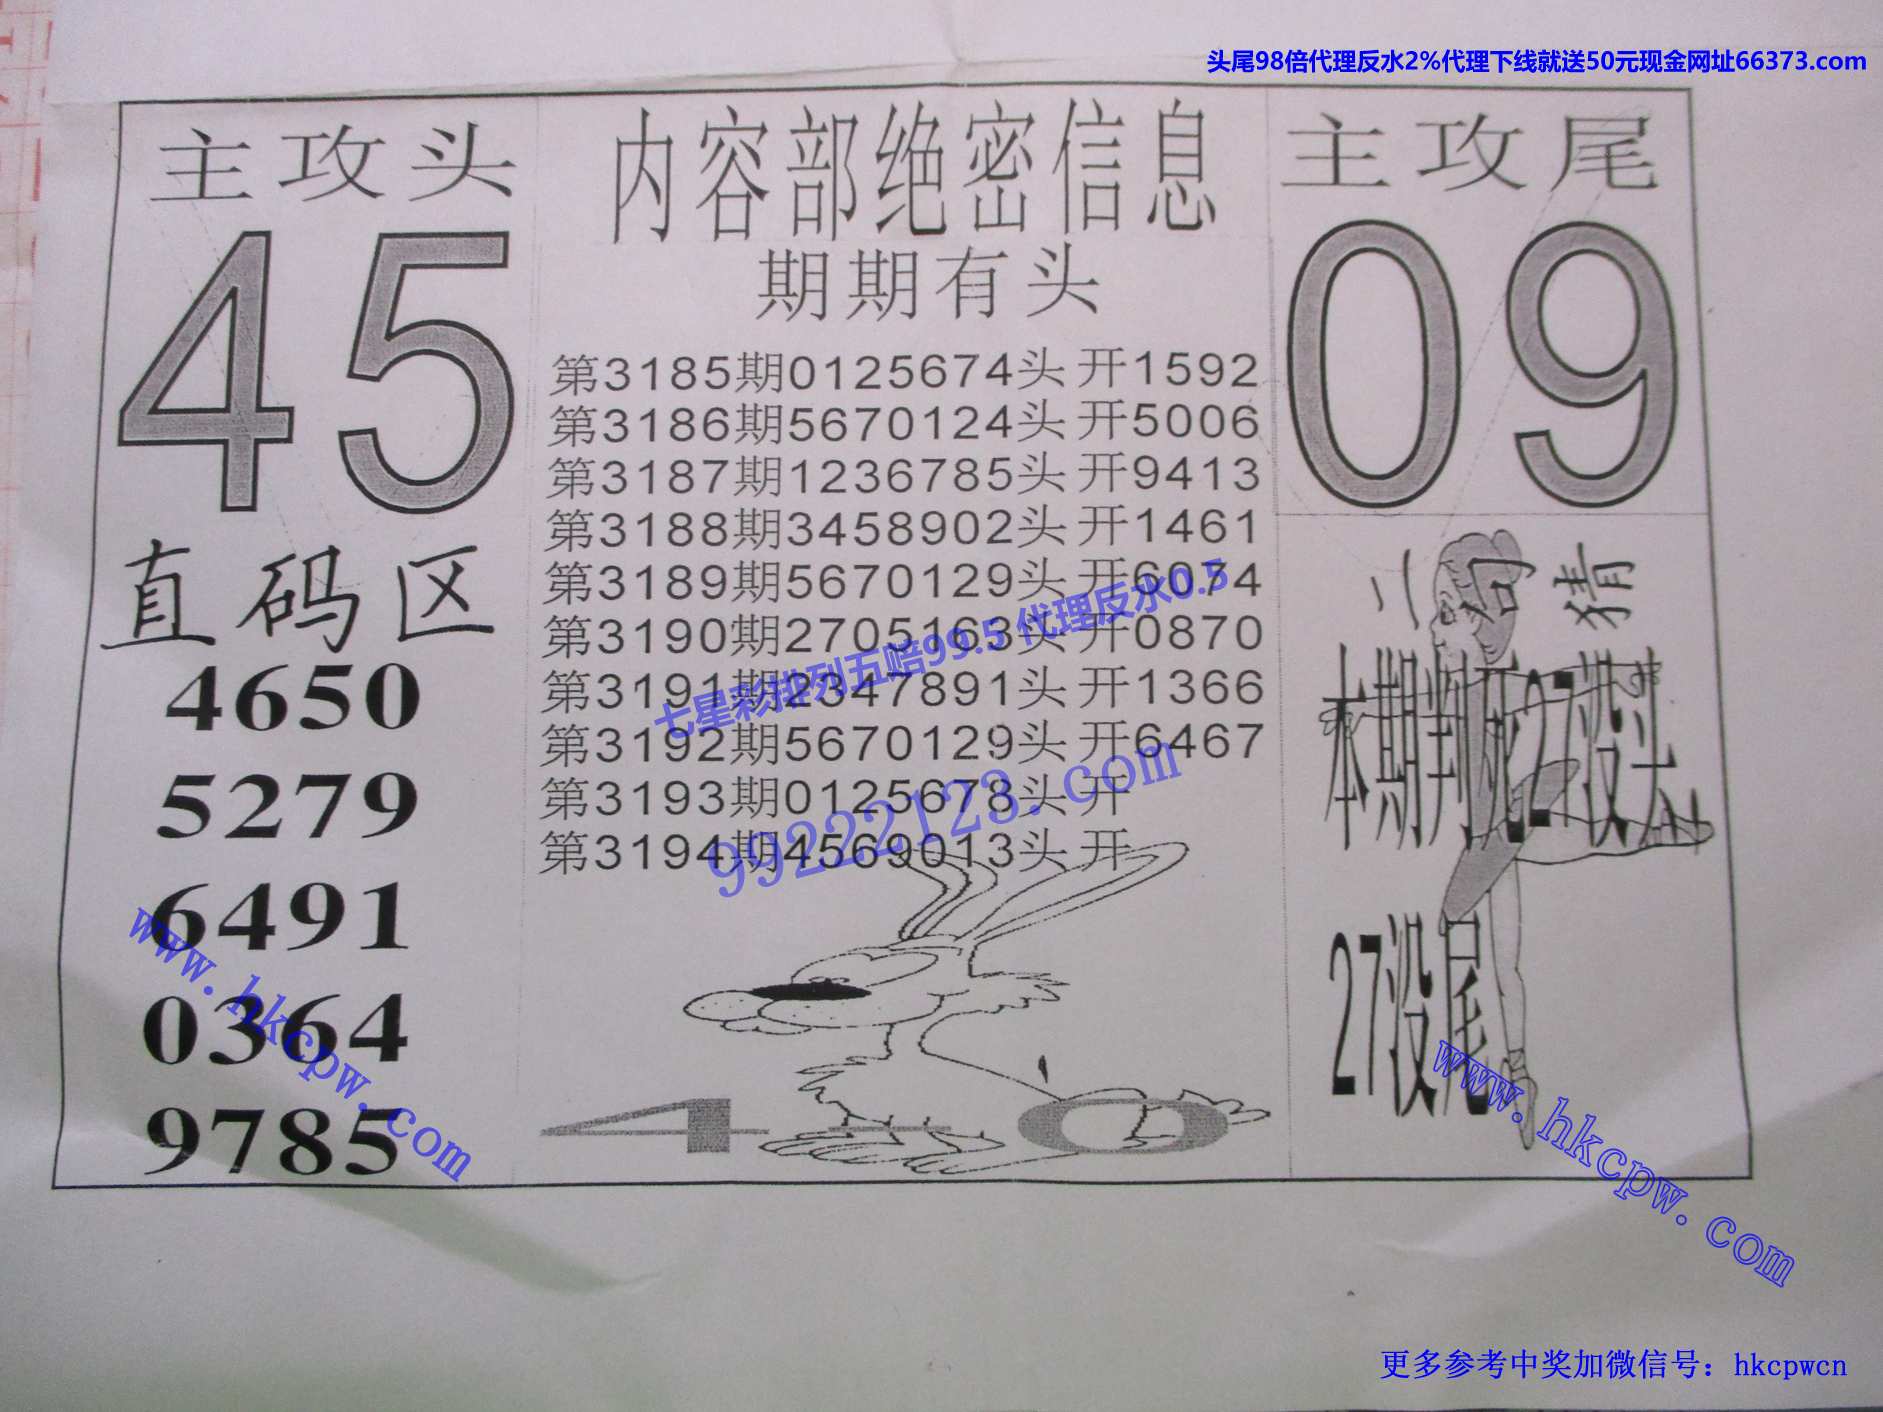 头尾98倍代理反水2%代理下线就送50元现金网址66373.com
主攻头
45
直码区
4650
5279
6491
0364
9785
内容部绝密信息
期期有头
第3185期0125674头 开1592
第3186期5670124头 开5006
第3187期1236785头 开9413
第3188期3458902头 开1461
第3189期5670129头 开6074
第3190期2705163头 开0870
第3191期2347891头 开1366
第3192期5670129头 开6467
第3193期0125678头 开
第3194期4569013头 开
4-0
主攻尾
09
二句猜
本期判死27没头
27没尾
七星彩排列五赔99.5 代理反水0.5
99222123.com
www.hkcpw.com
www.hkcpw.com
更多参考中奖加微信号：hkcpwcn